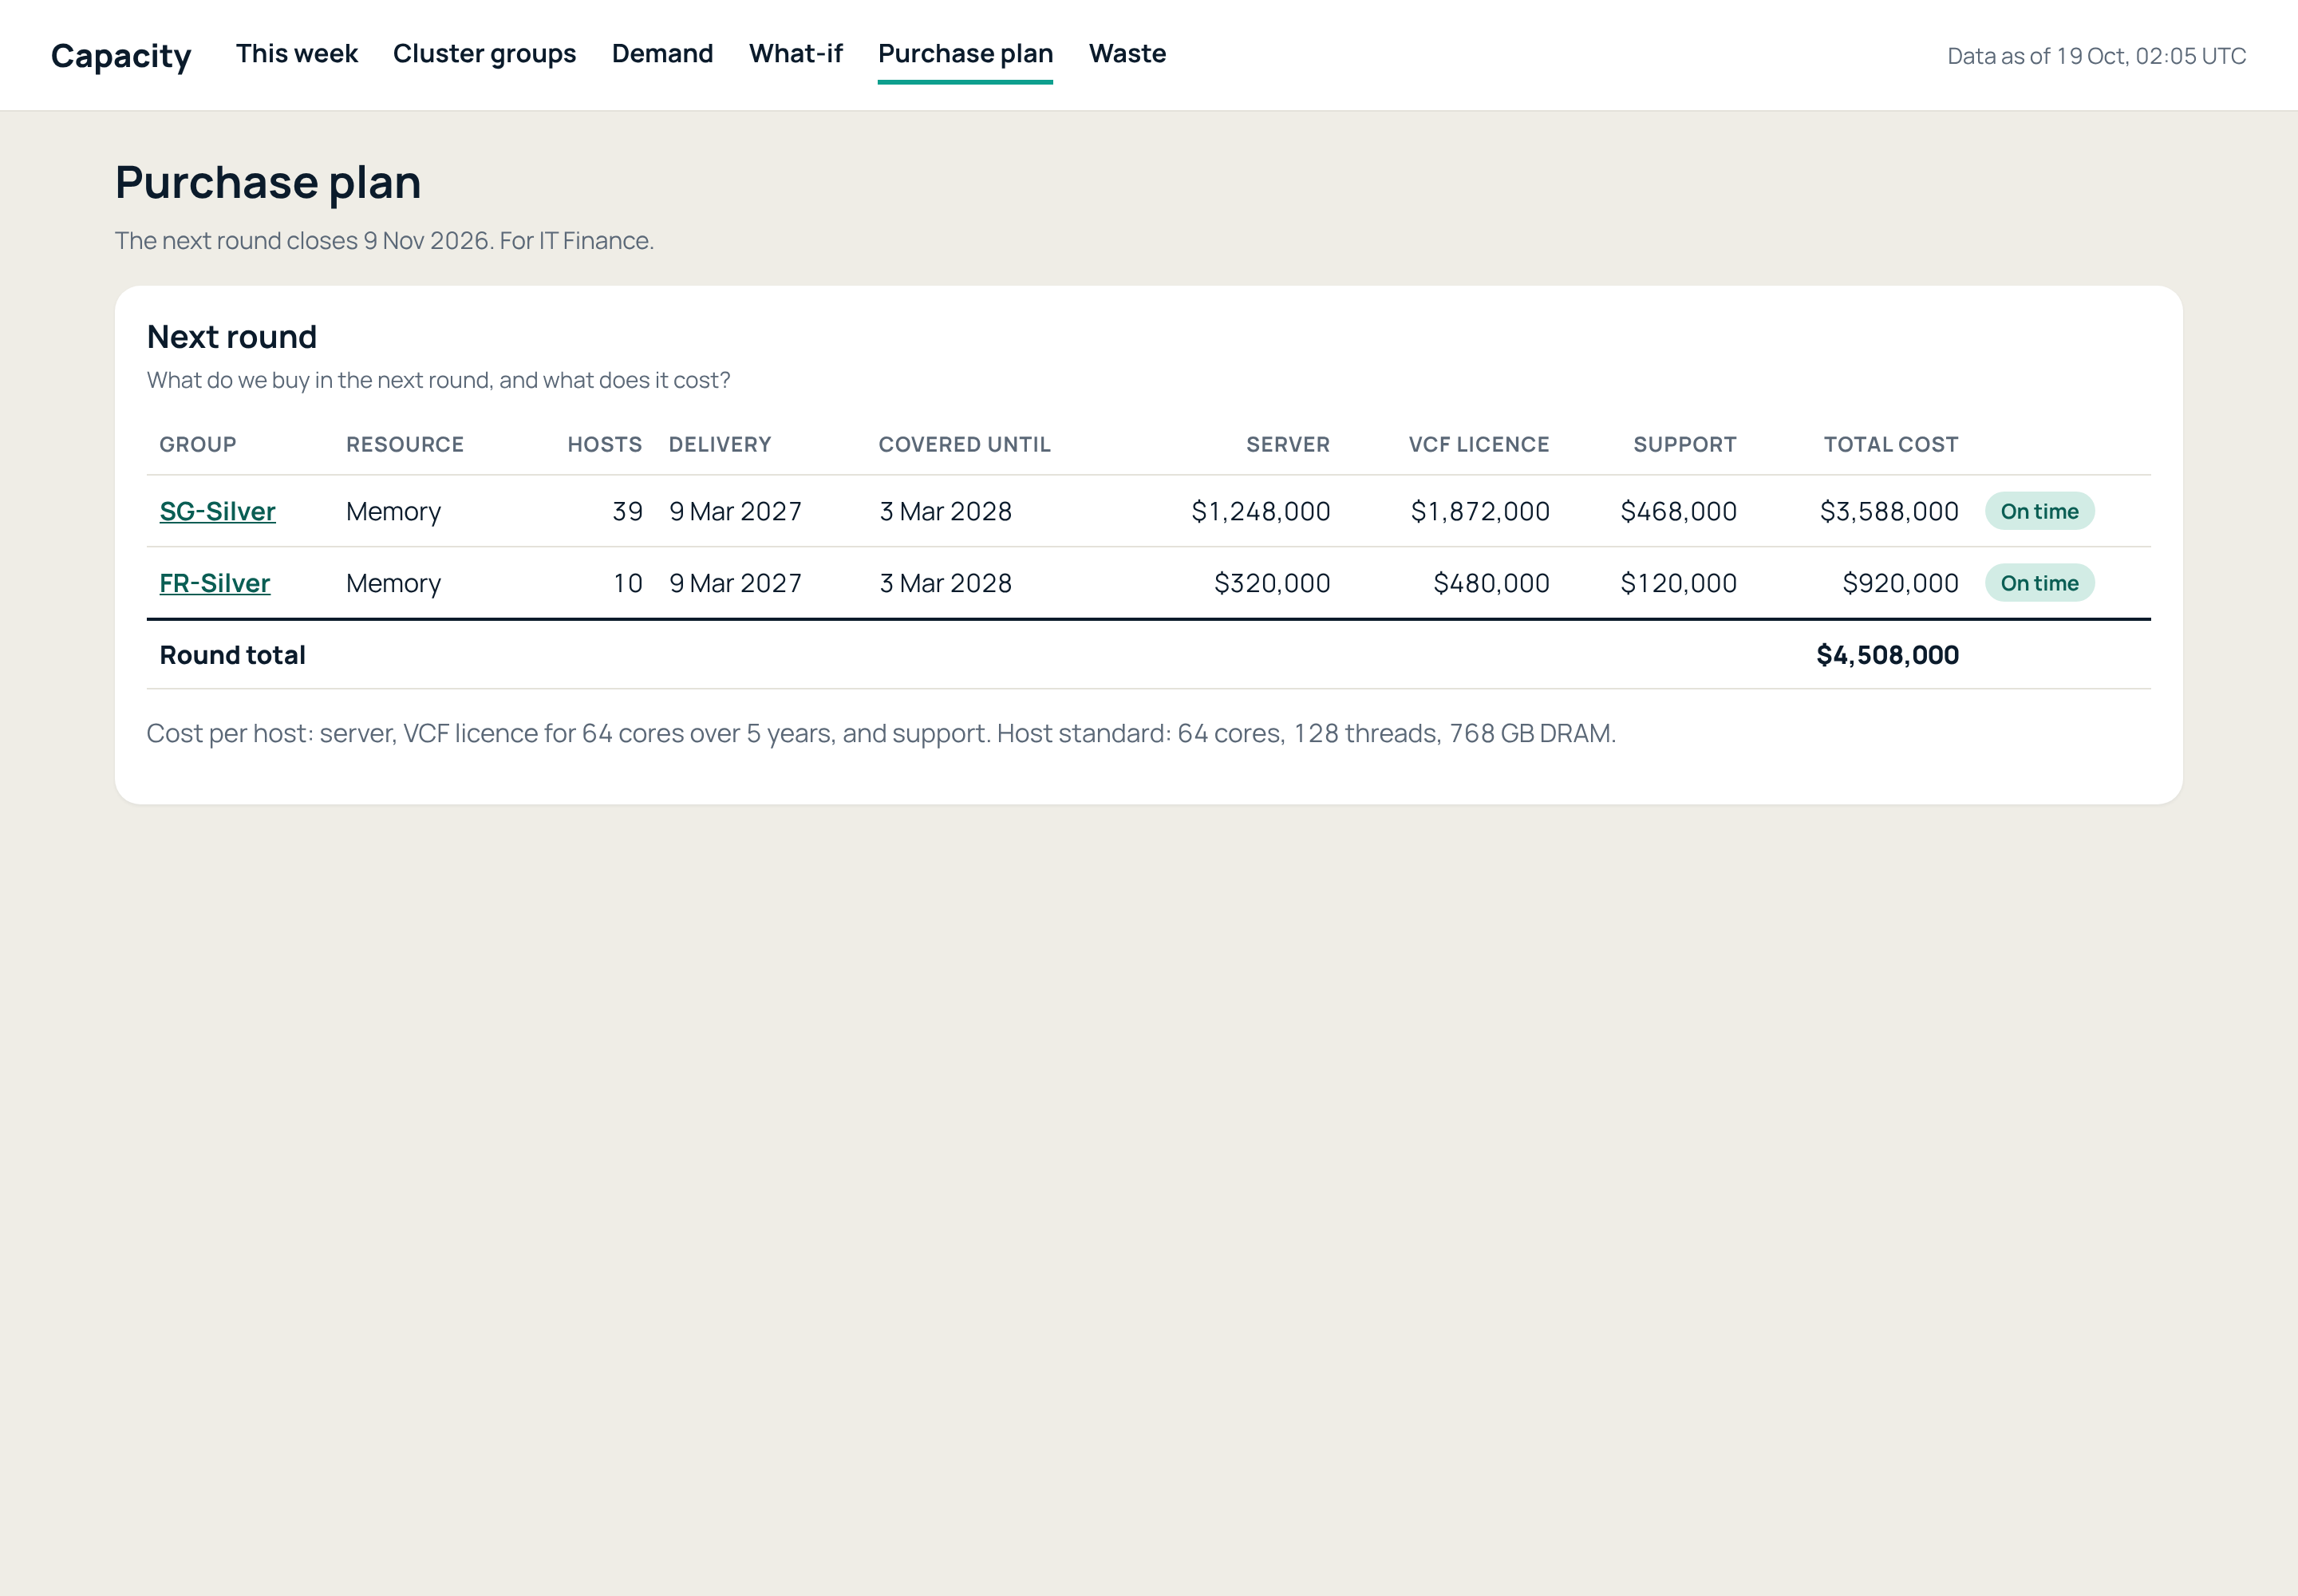 Capacity This week Cluster groups Demand What-if Purchase plan Waste Data as of 19 Oct, 02:05 UTC
Purchase plan
The next round closes 9 Nov 2026. For IT Finance.
Next round
What do we buy in the next round, and what does it cost?
GROUP RESOURCE HOSTS DELIVERY COVERED UNTIL SERVER VCF LICENCE SUPPORT TOTAL COST
SG-Silver Memory 39 9 Mar 2027 3 Mar 2028 $1,248,000 $1,872,000 $468,000 $3,588,000 On time
FR-Silver Memory 10 9 Mar 2027 3 Mar 2028 $320,000 $480,000 $120,000 $920,000 On time
Round total $4,508,000
Cost per host: server, VCF licence for 64 cores over 5 years, and support. Host standard: 64 cores, 128 threads, 768 GB DRAM.